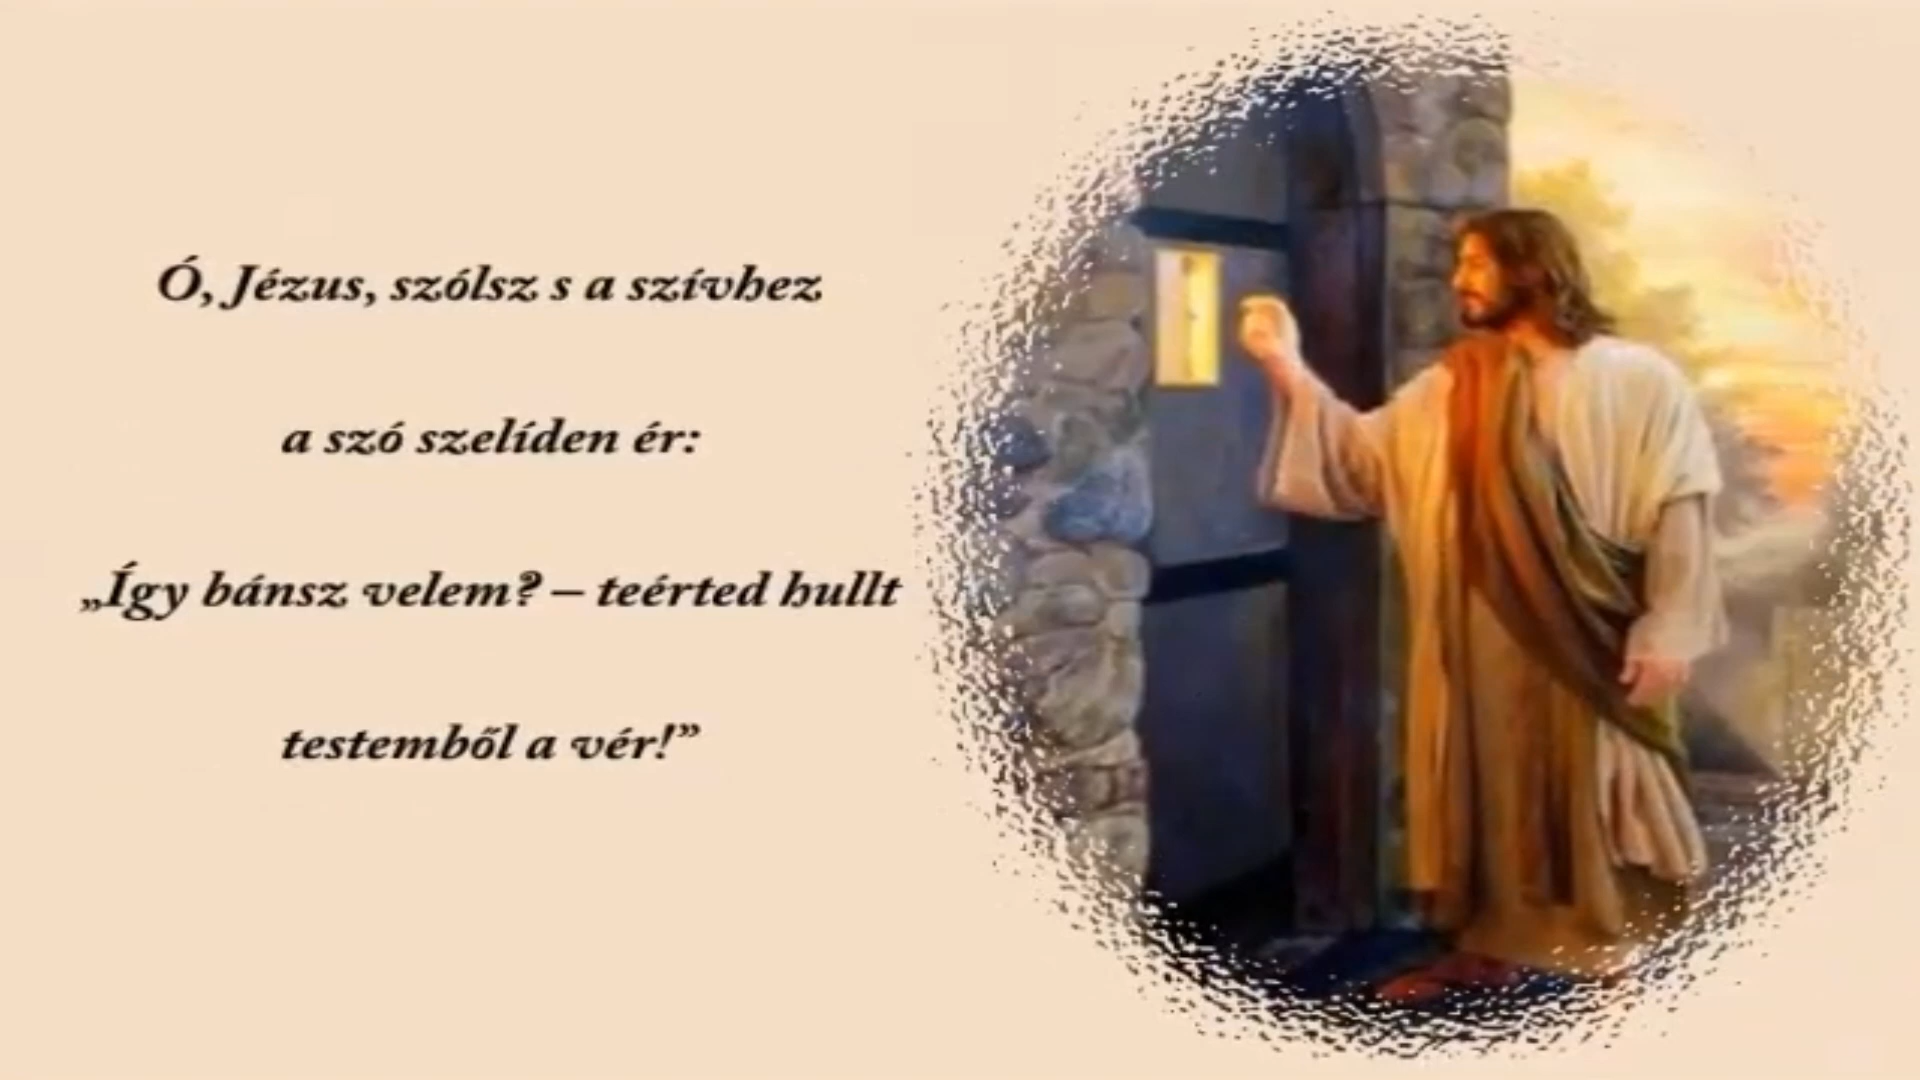 Ó, Jézus, szólsz s a szívhez
a szó szelíden ér:
„Így bánsz velem? – teérted hullt
testemből a vér!”